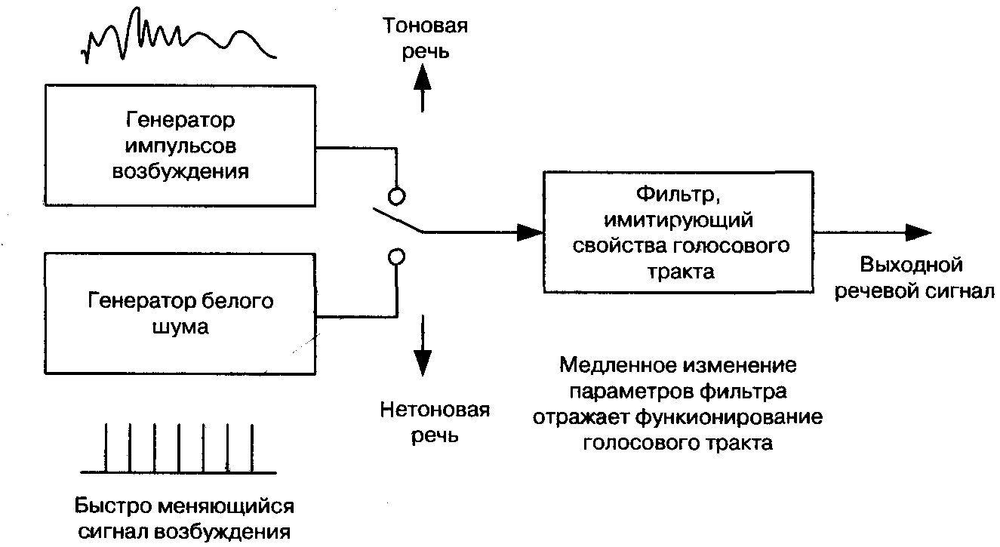 Тоновая
речь
Генератор
импульсов
возбуждения
Фильтр,
имитирующий
свойства голосового
тракта
Выходной
речевой сигнал
Генератор белого
шума
Нетоновая
речь
Медленное изменение
параметров фильтра
отражает функионирование
голосового тракта
Быстро меняющийся
сигнал возбуждения